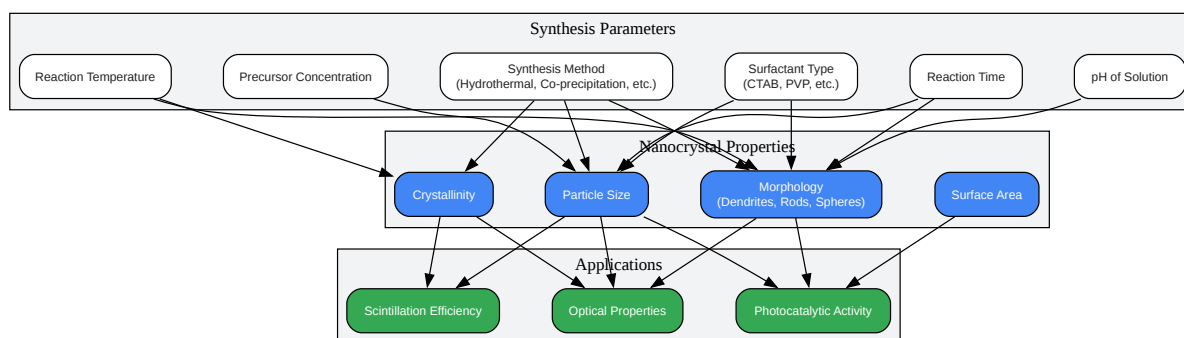 Synthesis Parameters
Reaction Temperature
Precursor Concentration
Synthesis Method
(Hydrothermal, Co-precipitation, etc.)
Surfactant Type
(CTAB, PVP, etc.)
Reaction Time
pH of Solution
Nanocrystal Properties
Crystallinity
Particle Size
Morphology
(Dendrites, Rods, Spheres)
Surface Area
Applications
Scintillation Efficiency
Optical Properties
Photocatalytic Activity